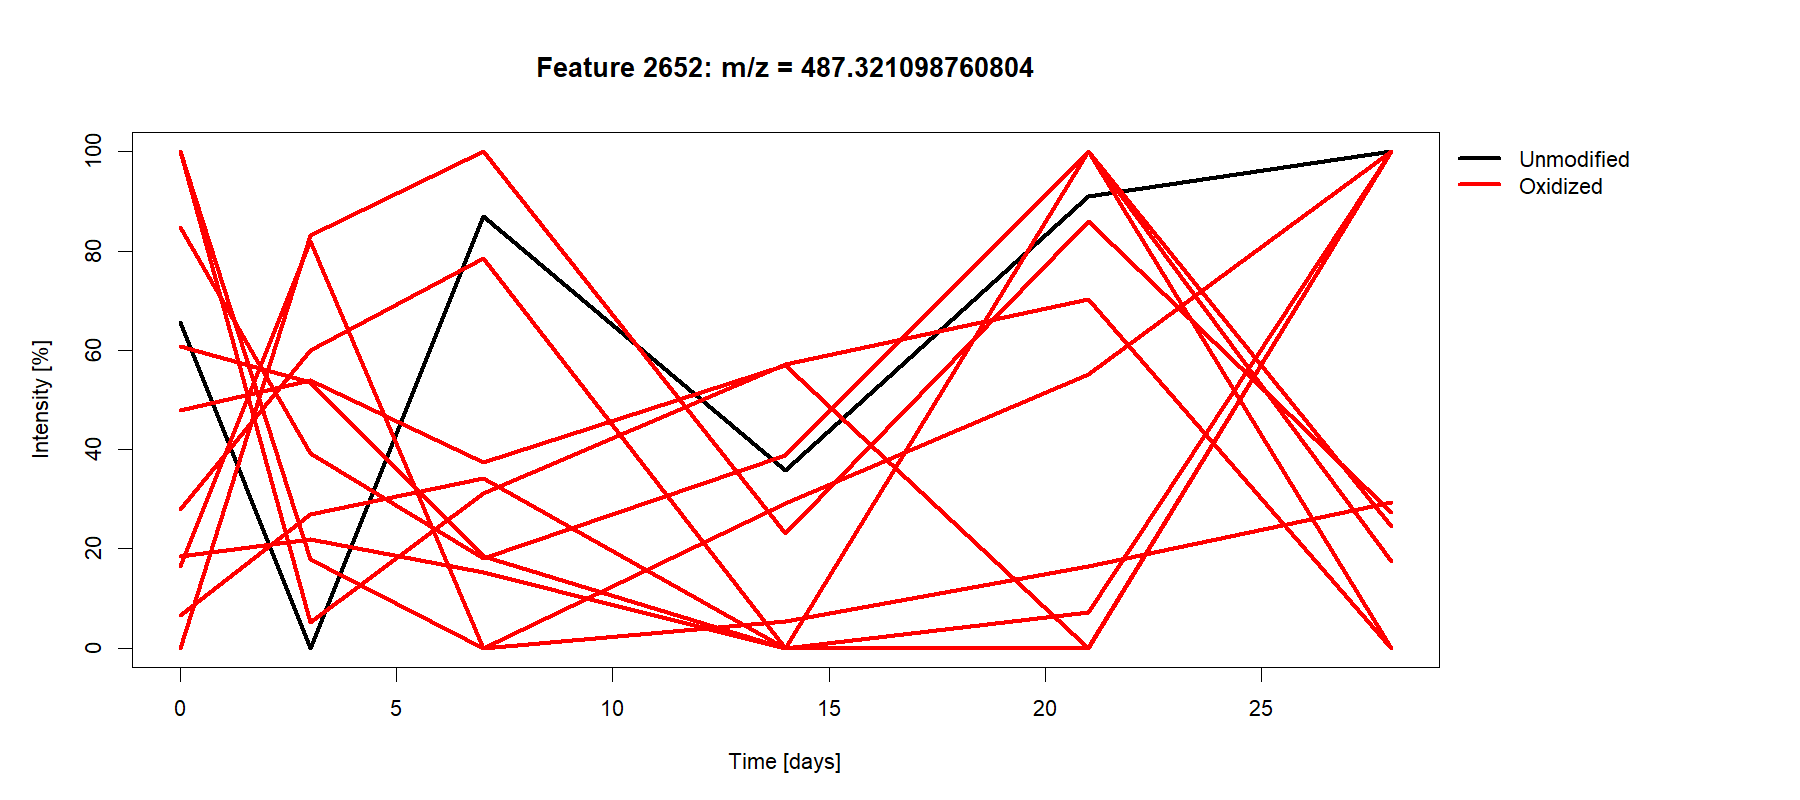 Feature 2652: m/z = 487.321098760804
Unmodified
Oxidized
Intensity [%]
100
80
60
40
20
0
0 5 10 15 20 25
Time [days]